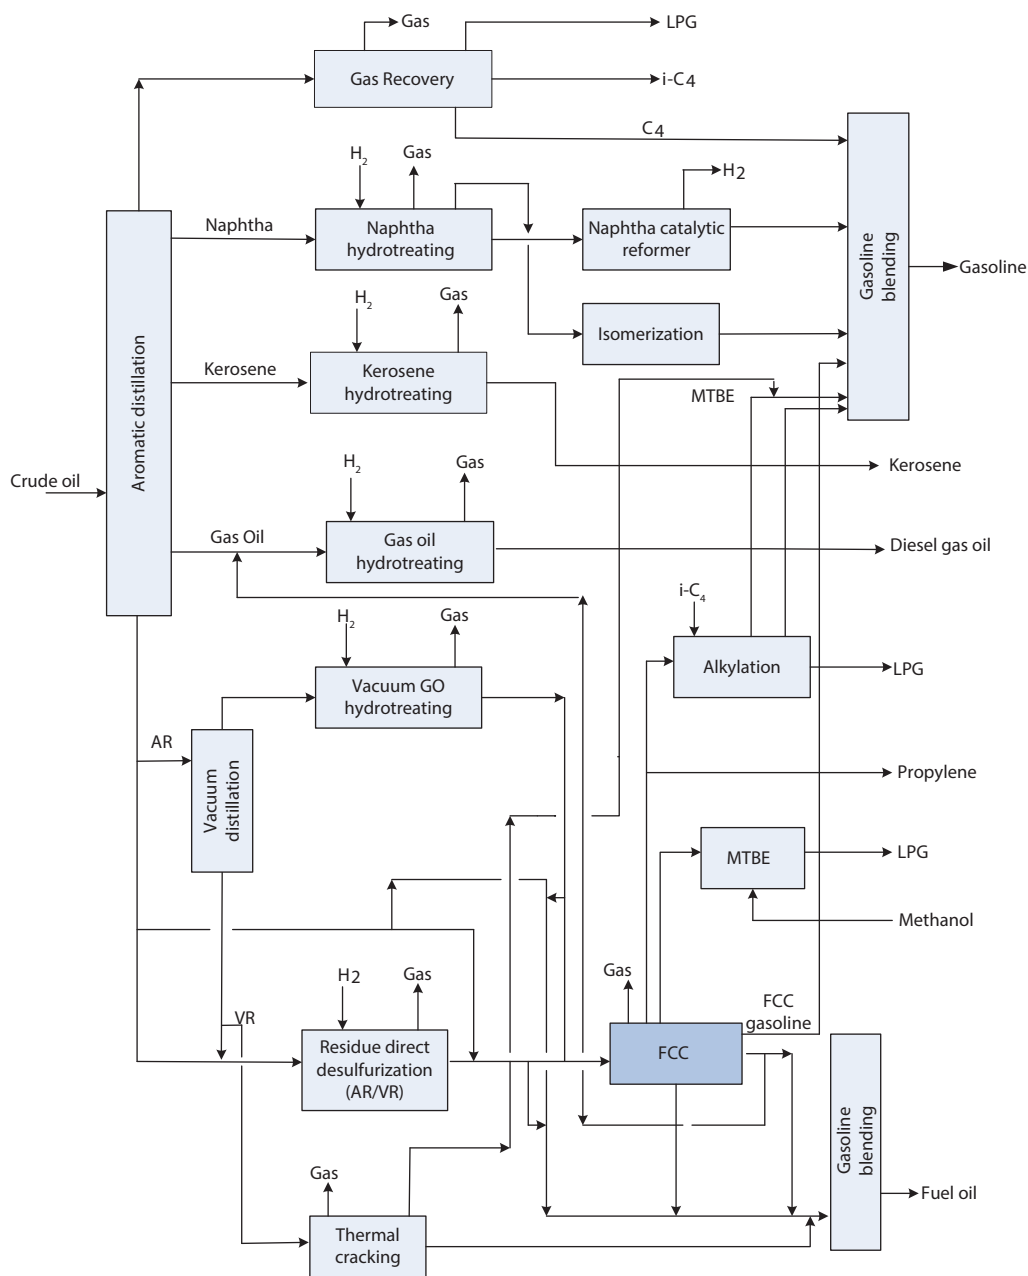 Gas
LPG
Gas Recovery
i-C4
C4
H2
Gas
H2
Naphtha
Naphtha
hydrotreating
Naphtha catalytic
reformer
Gasoline
blending
Gasoline
H2
Gas
Isomerization
Kerosene
Kerosene
hydrotreating
MTBE
Aromatic distillation
Kerosene
H2
Gas
Crude oil
Gas Oil
Gas oil
hydrotreating
Diesel gas oil
i-C4
H2
Gas
Alkylation
LPG
Vacuum GO
hydrotreating
AR
Vacuum
distillation
Propylene
MTBE
LPG
Methanol
H2
Gas
Gas
FCC
gasoline
VR
Residue direct
desulfurization
(AR/VR)
FCC
Gasoline
blending
Gas
Fuel oil
Thermal
cracking